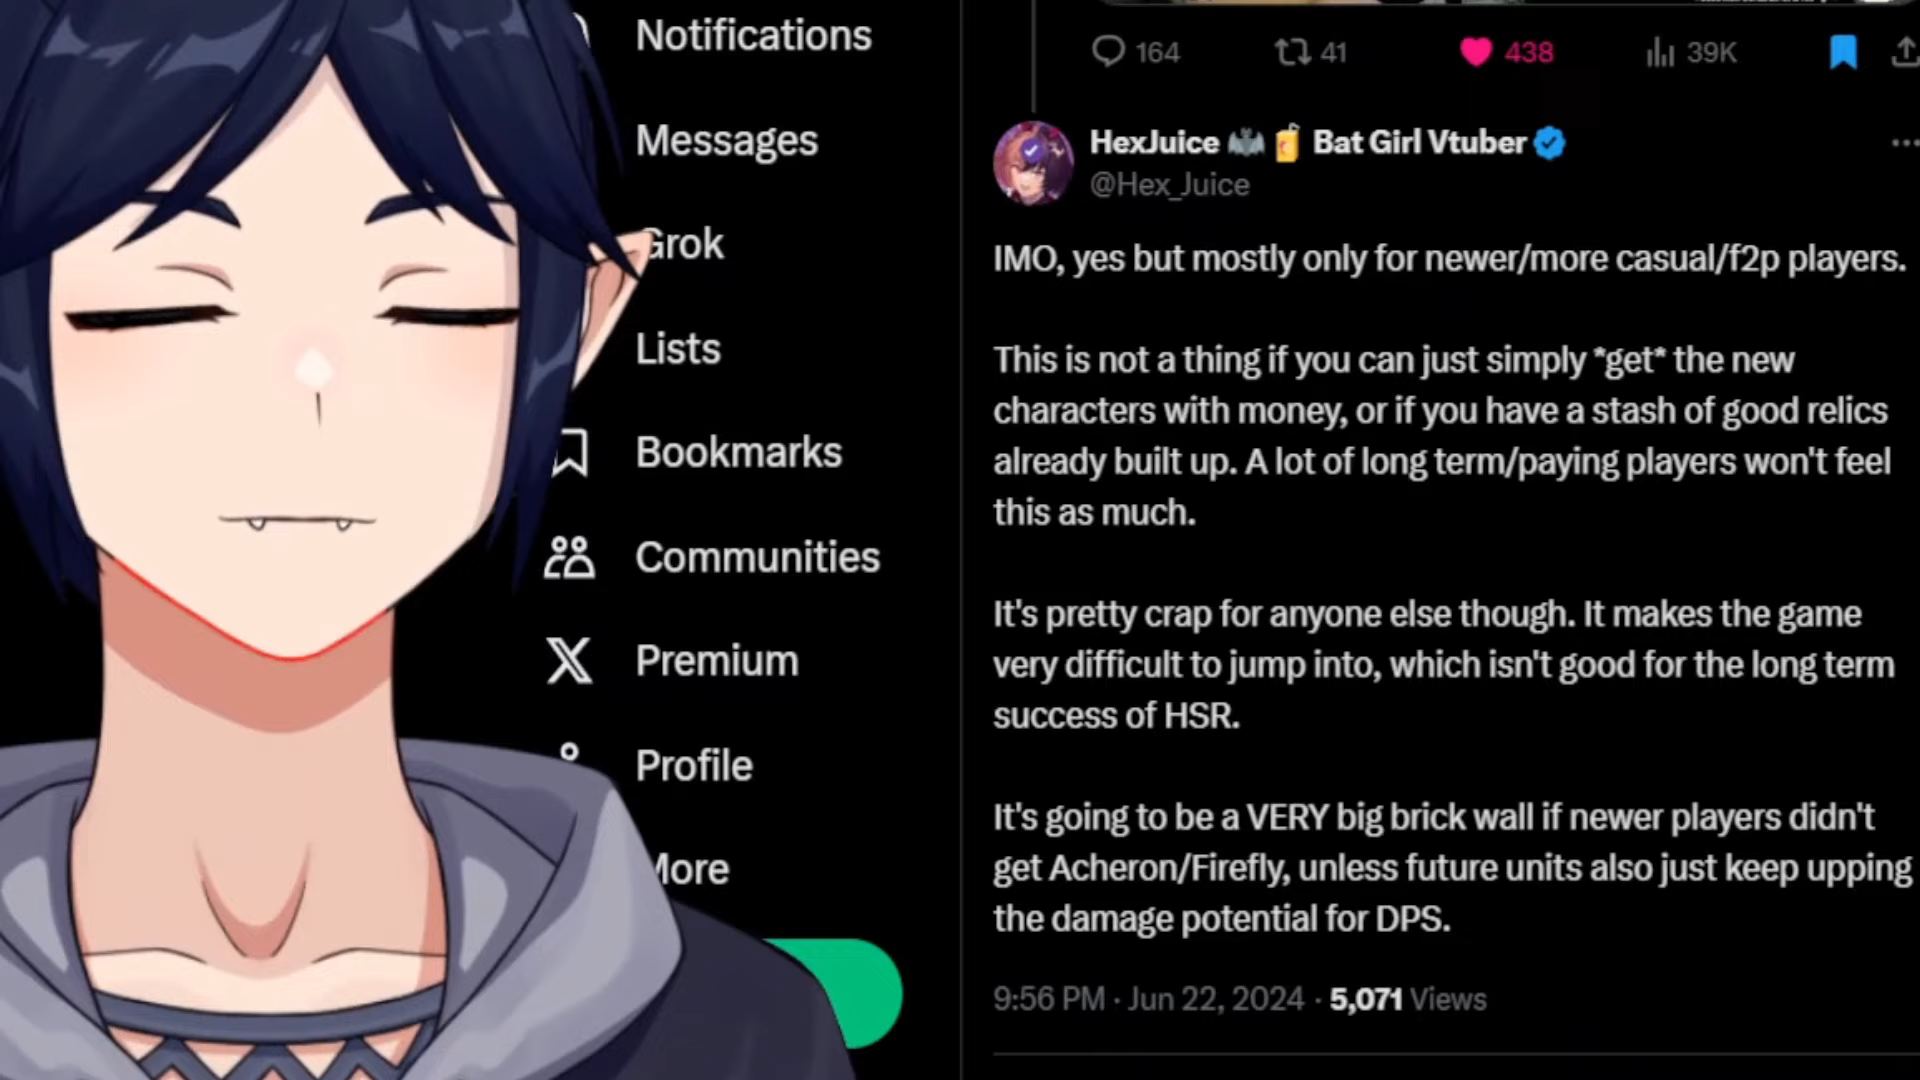 Notifications
Messages
Grok
Lists
Bookmarks
Communities
Premium
Profile
More
164 41 438 39K
HexJuice 🦇🧃 Bat Girl Vtuber
@Hex_Juice
IMO, yes but mostly only for newer/more casual/f2p players.
This is not a thing if you can just simply *get* the new
characters with money, or if you have a stash of good relics
already built up. A lot of long term/paying players won't feel
this as much.
It's pretty crap for anyone else though. It makes the game
very difficult to jump into, which isn't good for the long term
success of HSR.
It's going to be a VERY big brick wall if newer players didn't
get Acheron/Firefly, unless future units also just keep upping
the damage potential for DPS.
9:56 PM · Jun 22, 2024 · 5,071 Views